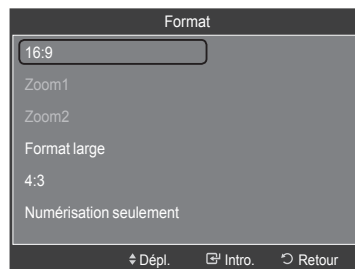 Format
16:9
Zoom1
Zoom2
Format large
4:3
Numérisation seulement
Dépl. Intro. Retour